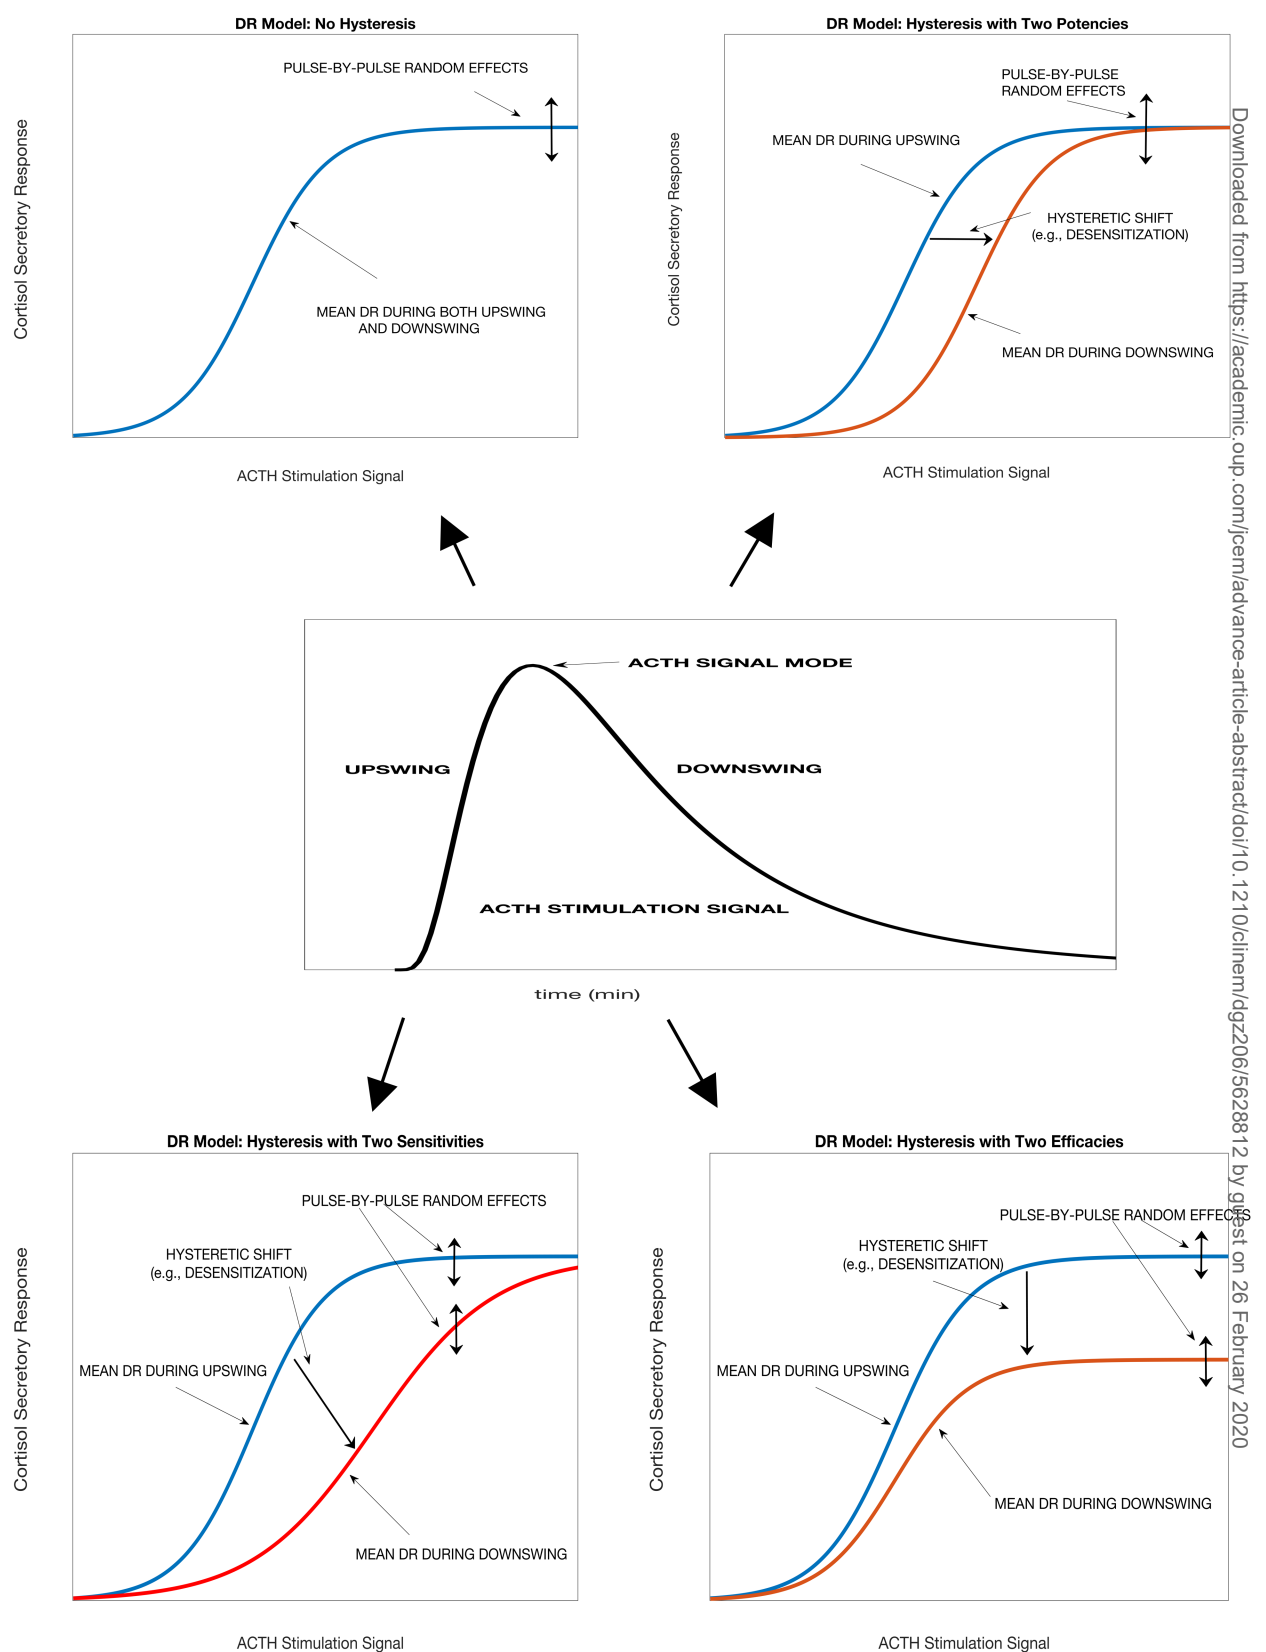 DR Model: No Hysteresis
PULSE-BY-PULSE RANDOM EFFECTS
MEAN DR DURING BOTH UPSWING
AND DOWNSWING
Cortisol Secretory Response
ACTH Stimulation Signal
DR Model: Hysteresis with Two Potencies
PULSE-BY-PULSE
RANDOM EFFECTS
MEAN DR DURING UPSWING
HYSTERETIC SHIFT
(e.g., DESENSITIZATION)
MEAN DR DURING DOWNSWING
Cortisol Secretory Response
ACTH Stimulation Signal
ACTH SIGNAL MODE
UPSWING
DOWNSWING
ACTH STIMULATION SIGNAL
time (min)
DR Model: Hysteresis with Two Sensitivities
PULSE-BY-PULSE RANDOM EFFECTS
HYSTERETIC SHIFT
(e.g., DESENSITIZATION)
MEAN DR DURING UPSWING
MEAN DR DURING DOWNSWING
Cortisol Secretory Response
ACTH Stimulation Signal
DR Model: Hysteresis with Two Efficacies
PULSE-BY-PULSE RANDOM EFFECTS
HYSTERETIC SHIFT
(e.g., DESENSITIZATION)
MEAN DR DURING UPSWING
MEAN DR DURING DOWNSWING
Cortisol Secretory Response
ACTH Stimulation Signal
Downloaded from https://academic.oup.com/jcem/advance-article-abstract/doi/10.1210/clinem/dgz206/5628812 by guest on 26 February 2020